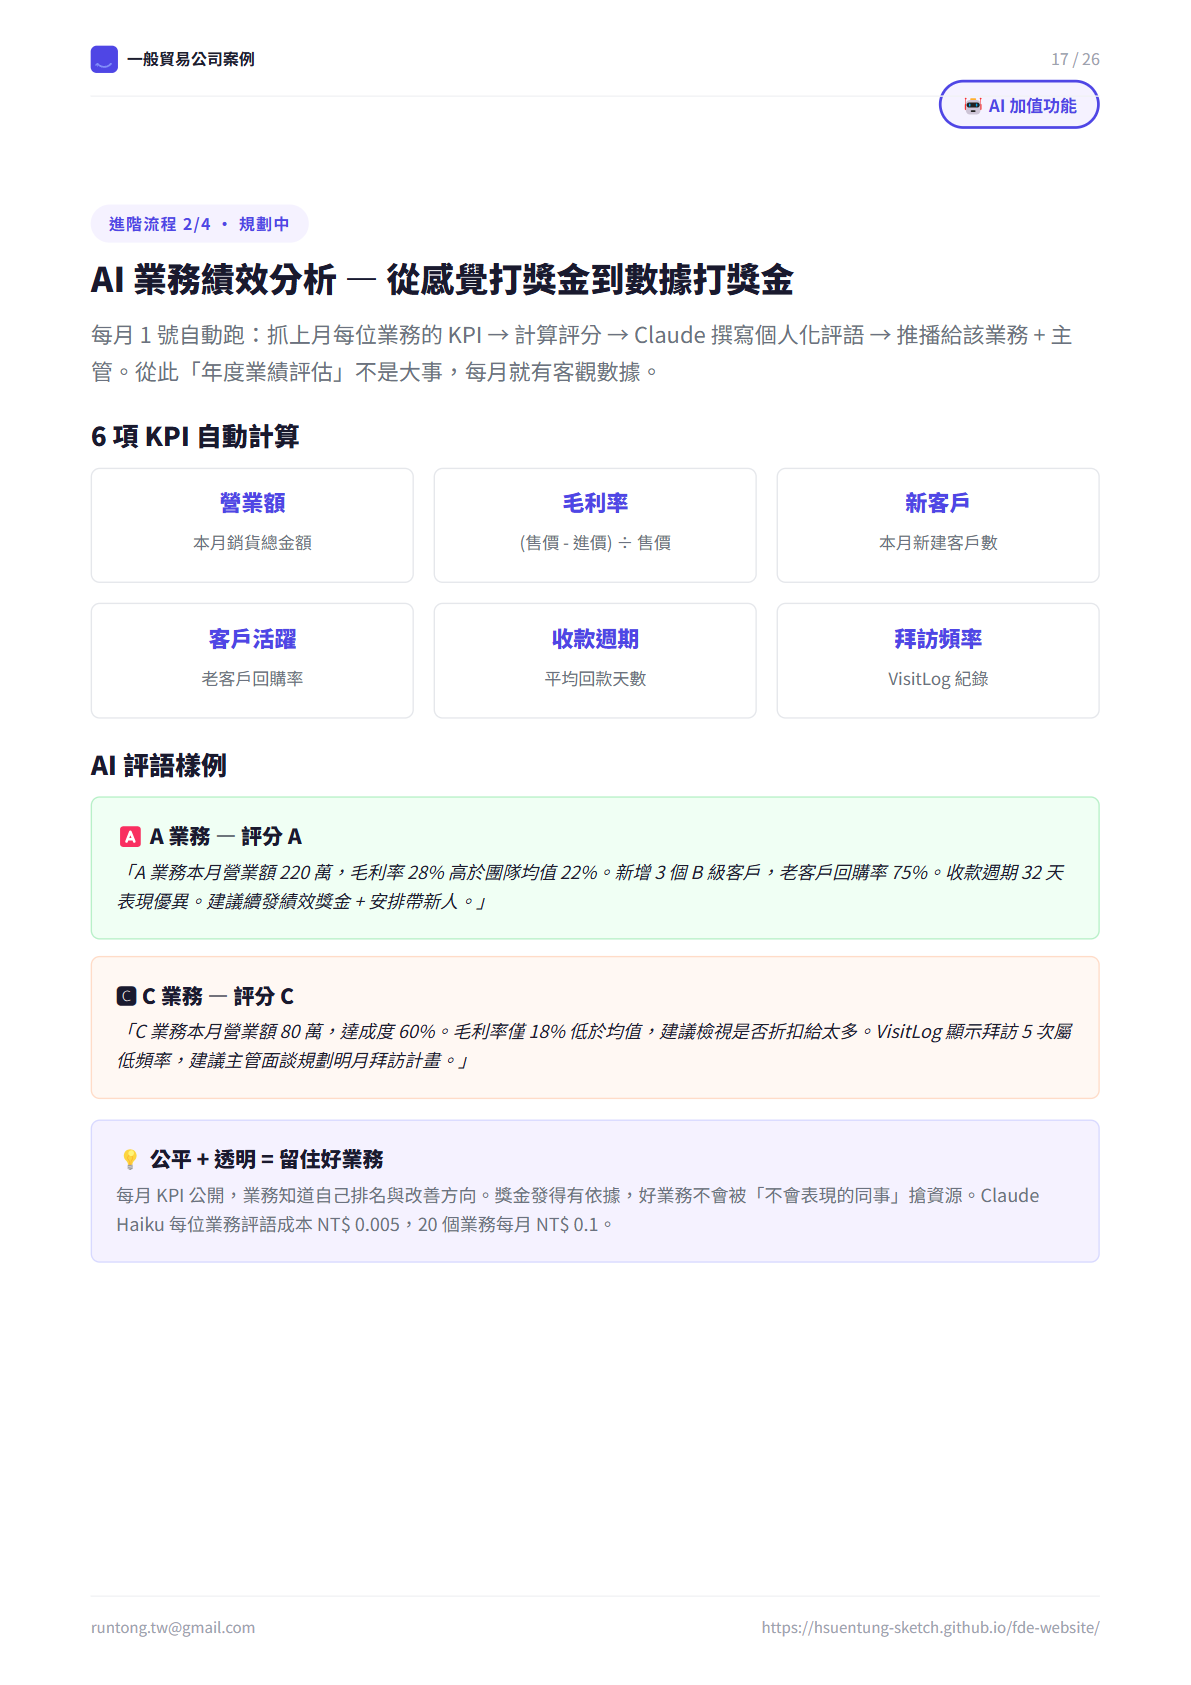 一般貿易公司案例
17 / 26
🤖 AI 加值功能
進階流程 2/4 · 規劃中
AI 業務績效分析 — 從感覺打獎金到數據打獎金
每月 1 號自動跑：抓上月每位業務的 KPI → 計算評分 → Claude 撰寫個人化評語 → 推播給該業務 + 主
管。從此「年度業績評估」不是大事，每月就有客觀數據。
6 項 KPI 自動計算
營業額
本月銷貨總金額
毛利率
(售價 - 進價) ÷ 售價
新客戶
本月新建客戶數
客戶活躍
老客戶回購率
收款週期
平均回款天數
拜訪頻率
VisitLog 紀錄
AI 評語樣例
🅰 A 業務 — 評分 A
「A 業務本月營業額 220 萬，毛利率 28% 高於團隊均值 22%。新增 3 個 B 級客戶，老客戶回購率 75%。收款週期 32 天
表現優異。建議續發績效獎金 + 安排帶新人。」
🅲 C 業務 — 評分 C
「C 業務本月營業額 80 萬，達成度 60%。毛利率僅 18% 低於均值，建議檢視是否折扣給太多。VisitLog 顯示拜訪 5 次屬
低頻率，建議主管面談規劃明月拜訪計畫。」
💡 公平 + 透明 = 留住好業務
每月 KPI 公開，業務知道自己排名與改善方向。獎金發得有依據，好業務不會被「不會表現的同事」搶資源。Claude
Haiku 每位業務評語成本 NT$ 0.005，20 個業務每月 NT$ 0.1。
runtong.tw@gmail.com
https://hsuentung-sketch.github.io/fde-website/